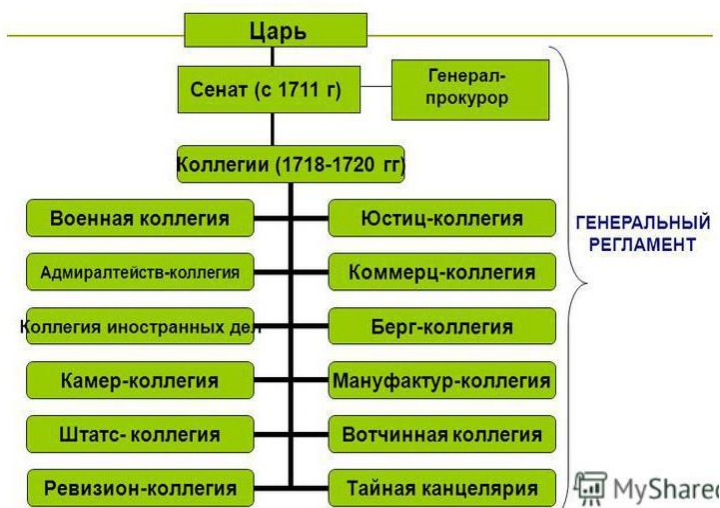 Царь
Сенат (с 1711 г)
Генерал-
прокурор
Коллегии (1718-1720 гг)
Военная коллегия
Юстиц-коллегия
ГЕНЕРАЛЬНЫЙ
РЕГЛАМЕНТ
Адмиралтейств-коллегия
Коммерц-коллегия
Коллегия иностранных дел
Берг-коллегия
Камер-коллегия
Мануфактур-коллегия
Штатс- коллегия
Вотчинная коллегия
Ревизион-коллегия
Тайная канцелярия
MyShared